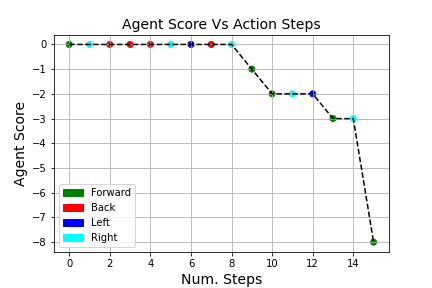 Agent Score Vs Action Steps
0
−1
−2
−3
−4
−5
−6
−7
−8
Agent Score
Forward
Back
Left
Right
0 2 4 6 8 10 12 14
Num. Steps